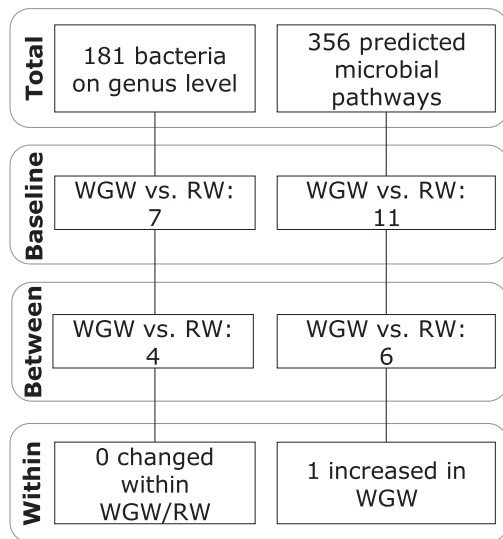 Total
181 bacteria
on genus level
356 predicted
microbial
pathways
Baseline
WGW vs. RW:
7
WGW vs. RW:
11
Between
WGW vs. RW:
4
WGW vs. RW:
6
Within
0 changed
within
WGW/RW
1 increased in
WGW